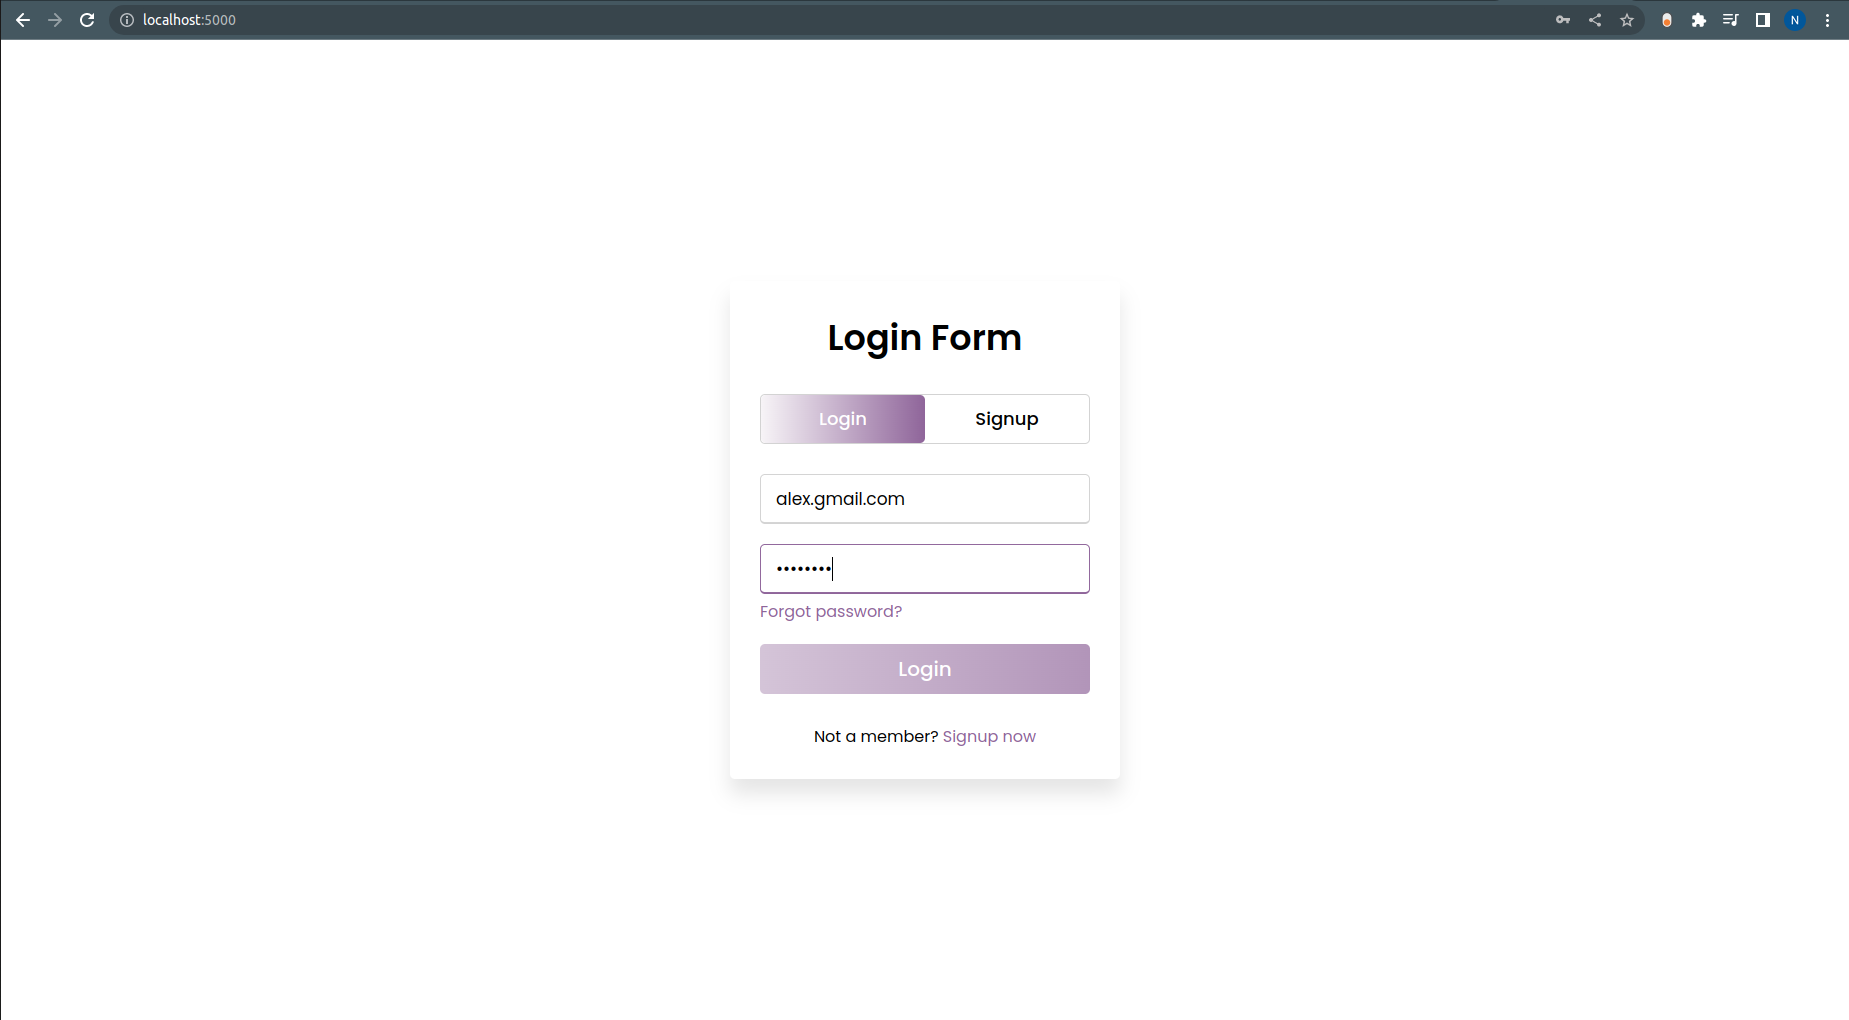 localhost:5000
N
Login Form
Login Signup
alex.gmail.com
••••••••
Forgot password?
Login
Not a member? Signup now